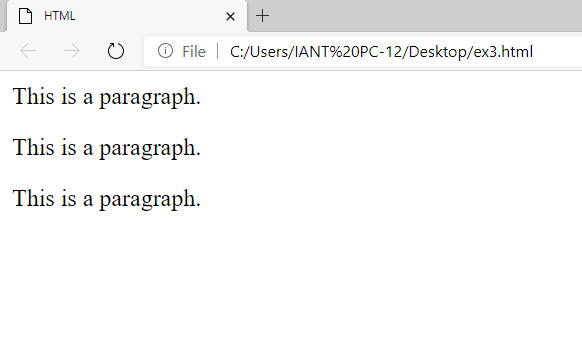 HTML
File C:/Users/IANT%20PC-12/Desktop/ex3.html
This is a paragraph.
This is a paragraph.
This is a paragraph.